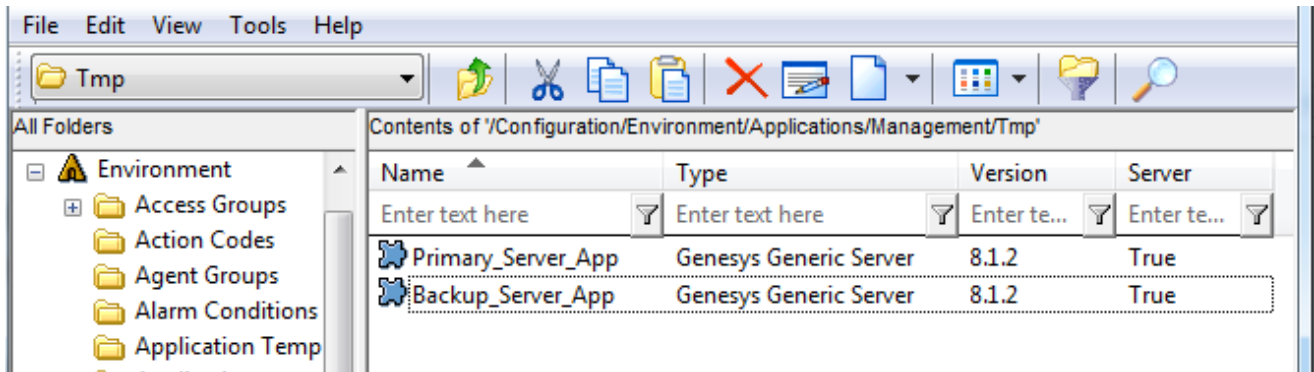 File Edit View Tools Help
Tmp
All Folders
Contents of '/Configuration/Environment/Applications/Management/Tmp'
Environment
Access Groups
Action Codes
Agent Groups
Alarm Conditions
Application Temp
Name Type Version Server
Enter text here Enter text here Enter te... Enter te...
Primary_Server_App Genesys Generic Server 8.1.2 True
Backup_Server_App Genesys Generic Server 8.1.2 True